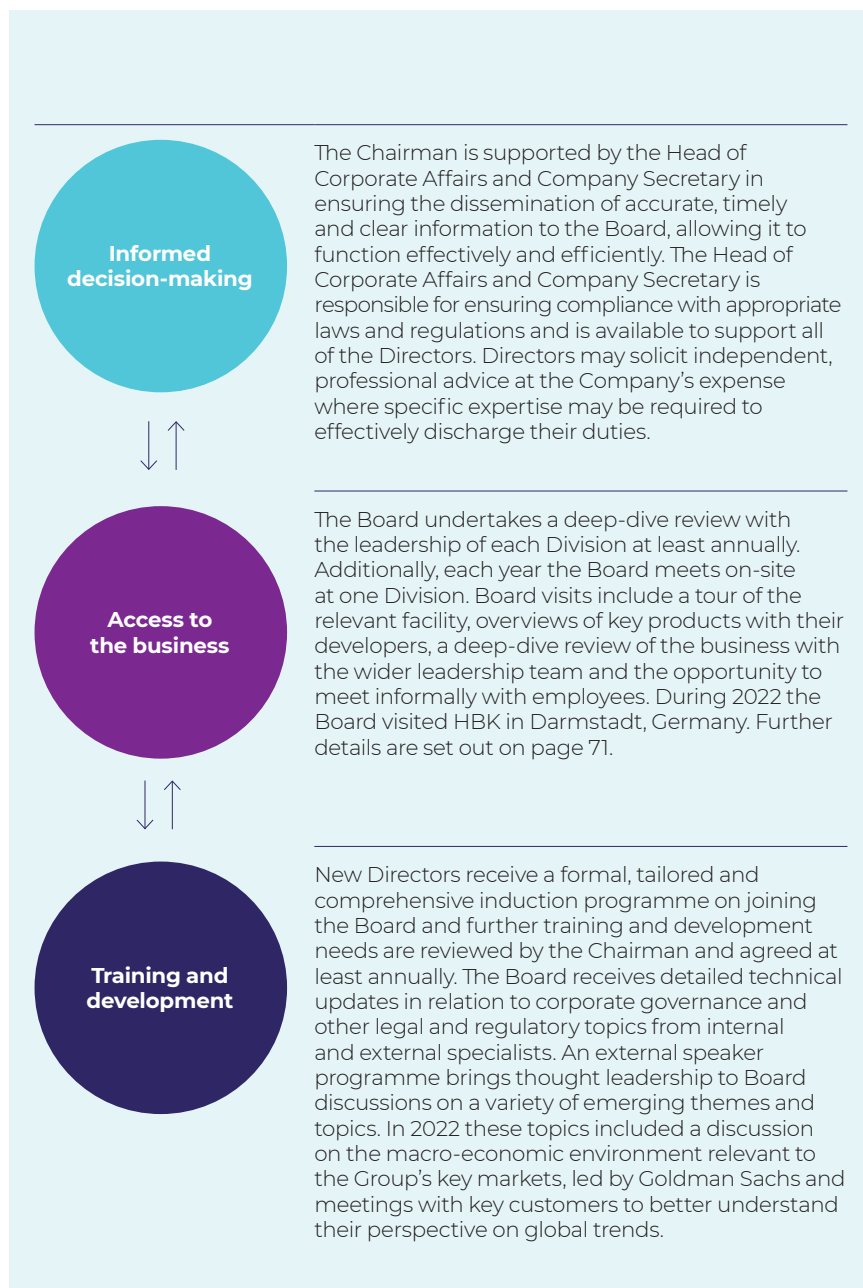 Informed
decision-making
The Chairman is supported by the Head of
Corporate Affairs and Company Secretary in
ensuring the dissemination of accurate, timely
and clear information to the Board, allowing it to
function effectively and efficiently. The Head of
Corporate Affairs and Company Secretary is
responsible for ensuring compliance with appropriate
laws and regulations and is available to support all
of the Directors. Directors may solicit independent,
professional advice at the Company’s expense
where specific expertise may be required to
effectively discharge their duties.
Access to
the business
The Board undertakes a deep-dive review with
the leadership of each Division at least annually.
Additionally, each year the Board meets on-site
at one Division. Board visits include a tour of the
relevant facility, overviews of key products with their
developers, a deep-dive review of the business with
the wider leadership team and the opportunity to
meet informally with employees. During 2022 the
Board visited HBK in Darmstadt, Germany. Further
details are set out on page 71.
Training and
development
New Directors receive a formal, tailored and
comprehensive induction programme on joining
the Board and further training and development
needs are reviewed by the Chairman and agreed at
least annually. The Board receives detailed technical
updates in relation to corporate governance and
other legal and regulatory topics from internal
and external specialists. An external speaker
programme brings thought leadership to Board
discussions on a variety of emerging themes and
topics. In 2022 these topics included a discussion
on the macro-economic environment relevant to
the Group’s key markets, led by Goldman Sachs and
meetings with key customers to better understand
their perspective on global trends.